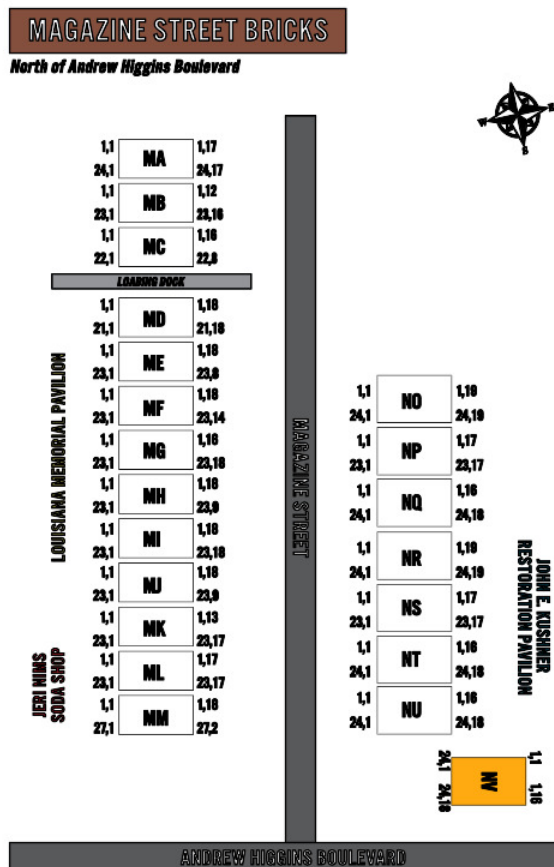 MAGAZINE STREET BRICKS
North of Andrew Higgins Boulevard
W
S
1,1 MA 1,17
24,1 24,17
1,1 MB 1,12
23,1 23,16
1,1 MC 1,16
22,1 22,8
LOADING DOCK
1,1 MD 1,18
21,1 21,18
1,1 ME 1,18
23,1 23,8
1,1 MF 1,18
23,1 23,14
1,1 MG 1,16
23,1 23,18
1,1 MH 1,18
23,1 23,9
1,1 MI 1,18
23,1 23,18
1,1 MJ 1,18
23,1 23,9
1,1 MK 1,13
23,1 23,17
1,1 ML 1,17
23,1 23,17
1,1 MM 1,18
27,1 27,2
LOUISIANA MEMORIAL PAVILION
JERI NIMS
SODA SHOP
MAGAZINE STREET
1,1 NO 1,19
24,1 24,19
1,1 NP 1,17
23,1 23,17
1,1 NQ 1,16
24,1 24,18
1,1 NR 1,19
24,1 24,19
1,1 NS 1,17
23,1 23,17
1,1 NT 1,16
24,1 24,18
1,1 NU 1,16
24,1 24,18
JOHN E. KUSHNER
RESTORATION PAVILION
24,1 NV 1,1
24,18 1,16
ANDREW HIGGINS BOULEVARD